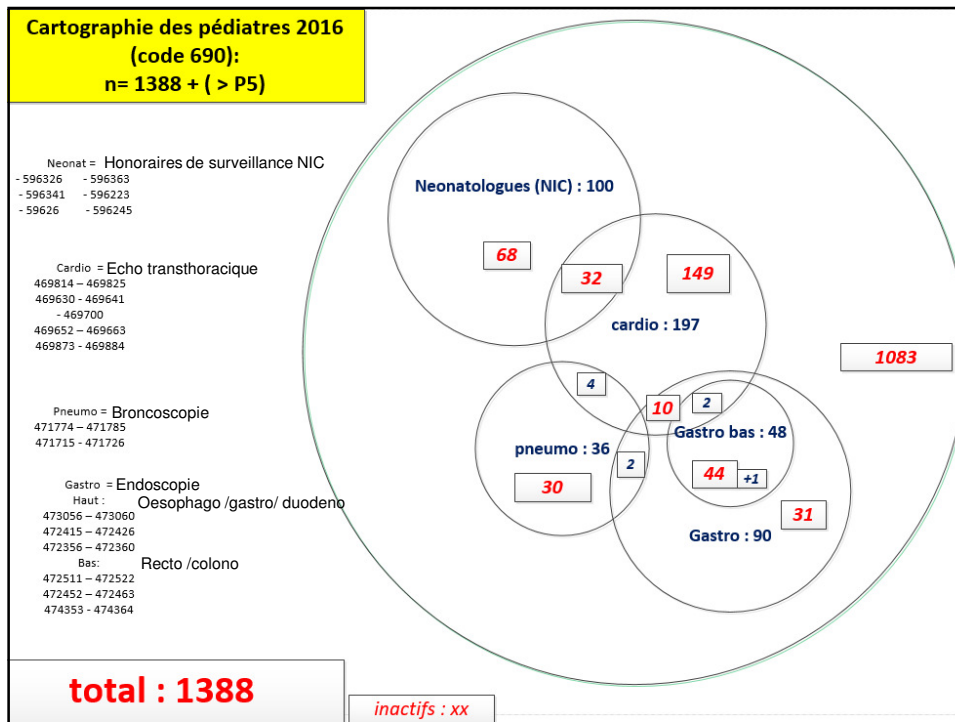 Cartographie des pédiatres 2016
(code 690):
n= 1388 + ( > P5)
Neonat = Honoraires de surveillance NIC
- 596326 - 596363
- 596341 - 596223
- 59626 - 596245
Cardio = Echo transthoracique
469814 – 469825
469630 - 469641
- 469700
469652 – 469663
469873 - 469884
Pneumo = Broncoscopie
471774 – 471785
471715 - 471726
Gastro = Endoscopie
Haut : Oesophago /gastro/ duodeno
473056 – 473060
472415 – 472426
472356 – 472360
Bas: Recto /colono
472511 – 472522
472452 – 472463
474353 - 474364
Neonatologues (NIC) : 100
68
32
149
cardio : 197
1083
4
10
2
Gastro bas : 48
pneumo : 36
2
44
+1
30
31
Gastro : 90
total : 1388
inactifs : xx